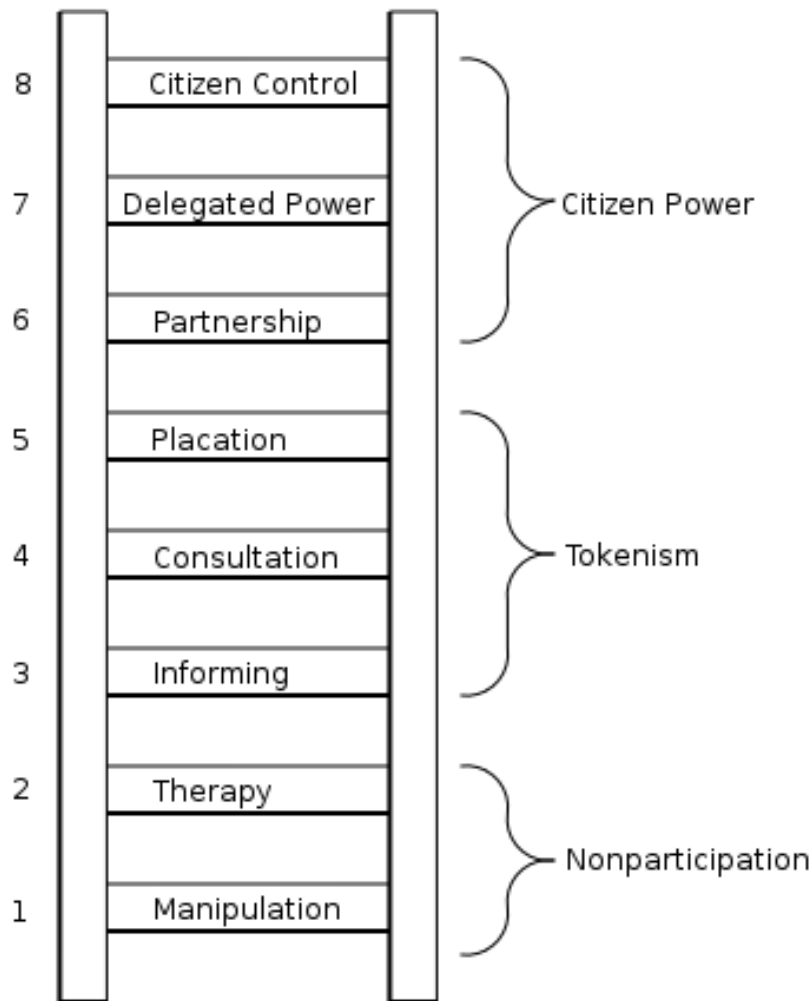 8 Citizen Control
7 Delegated Power
Citizen Power
6 Partnership
5 Placation
4 Consultation
Tokenism
3 Informing
2 Therapy
Nonparticipation
1 Manipulation